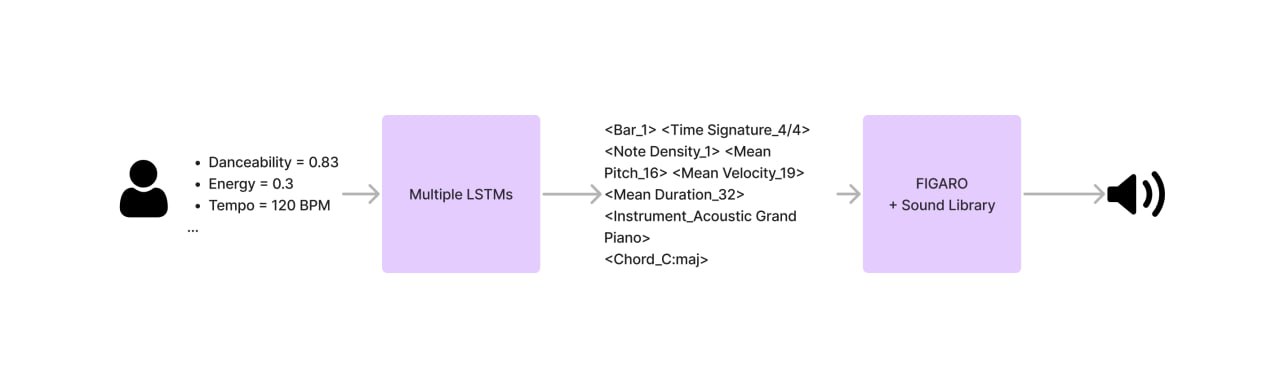 • Danceability = 0.83
• Energy = 0.3
• Tempo = 120 BPM
...
Multiple LSTMs
<Bar_1> <Time Signature_4/4>
<Note Density_1> <Mean
Pitch_16> <Mean Velocity_19>
<Mean Duration_32>
<Instrument_Acoustic Grand
Piano>
<Chord_C:maj>
FIGARO
+ Sound Library